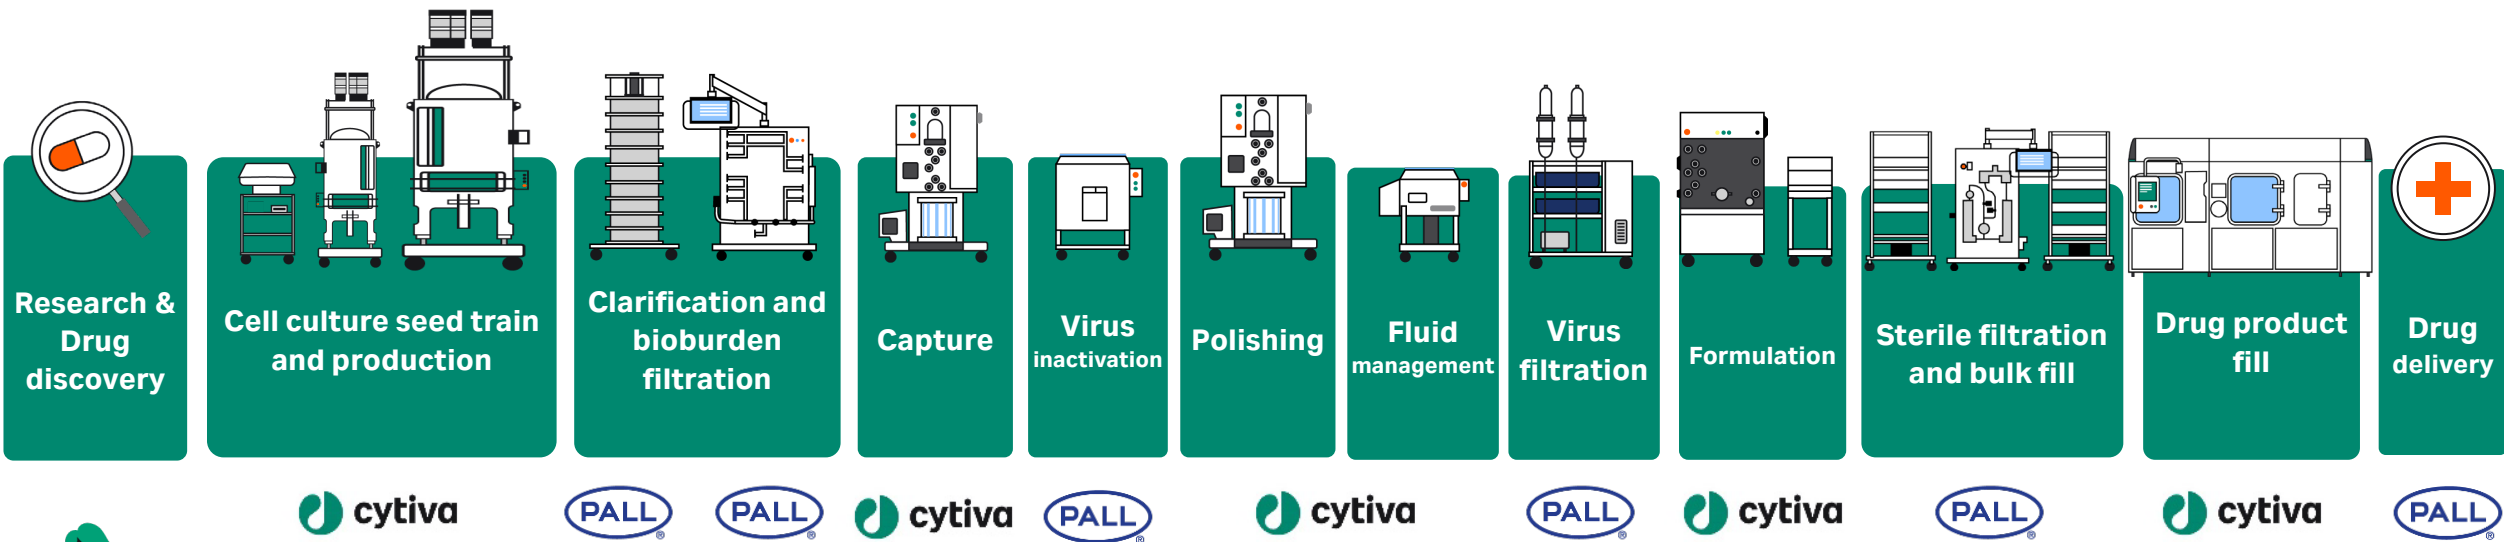 Research &
Drug
discovery
Cell culture seed train
and production
Clarification and
bioburden
filtration
Capture
Virus
inactivation
Polishing
Fluid
management
Virus
filtration
Formulation
Sterile filtration
and bulk fill
Drug product
fill
Drug
delivery
cytiva
PALL®
PALL®
cytiva
PALL®
cytiva
PALL®
cytiva
PALL®
cytiva
PALL®